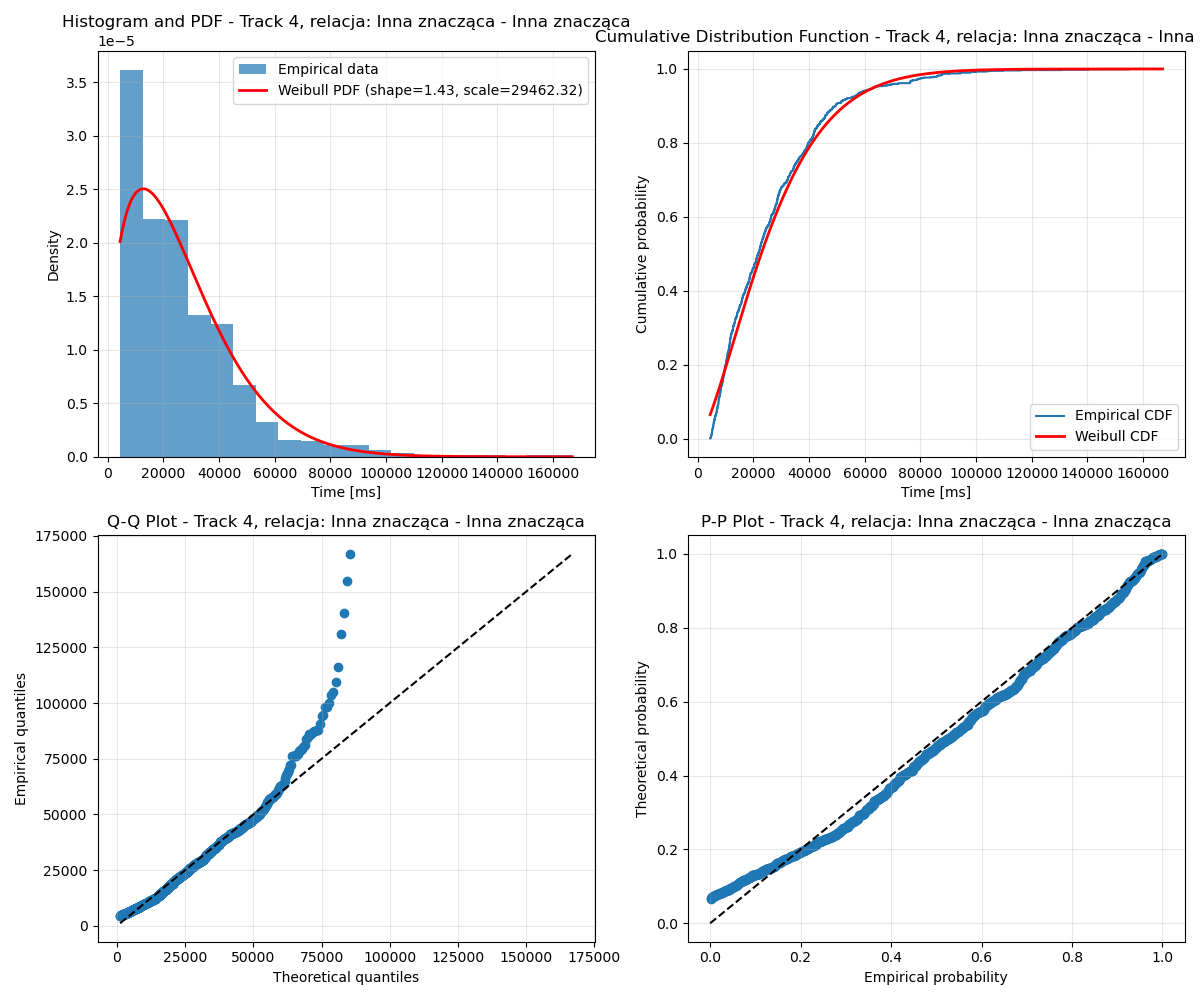 Histogram and PDF - Track 4, relacja: Inna znacząca - Inna znacząca
1e−5
Empirical data
Weibull PDF (shape=1.43, scale=29462.32)
3.5
3.0
2.5
2.0
1.5
1.0
0.5
0.0
Density
0 20000 40000 60000 80000 100000 120000 140000 160000
Time [ms]
Cumulative Distribution Function - Track 4, relacja: Inna znacząca - Inna
1.0
0.8
0.6
0.4
0.2
0.0
Cumulative probability
Empirical CDF
Weibull CDF
0 20000 40000 60000 80000 100000 120000 140000 160000
Time [ms]
Q-Q Plot - Track 4, relacja: Inna znacząca - Inna znacząca
175000
150000
125000
100000
75000
50000
25000
0
Empirical quantiles
0 25000 50000 75000 100000 125000 150000 175000
Theoretical quantiles
P-P Plot - Track 4, relacja: Inna znacząca - Inna znacząca
1.0
0.8
0.6
0.4
0.2
0.0
Theoretical probability
0.0 0.2 0.4 0.6 0.8 1.0
Empirical probability